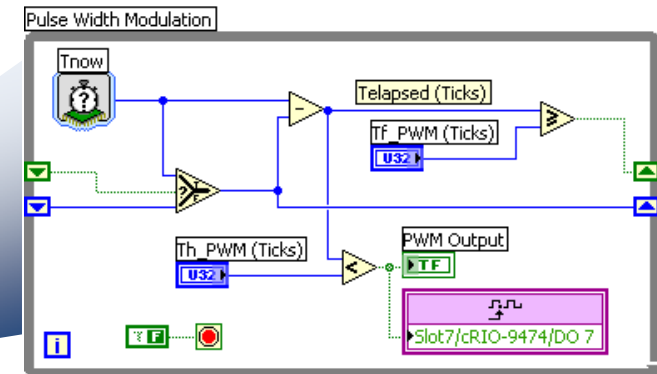 Pulse Width Modulation
Tnow
?
Telapsed (Ticks)
-
≥
Tf_PWM (Ticks)
U32
?
Th_PWM (Ticks)
U32
<
PWM Output
TF
Slot7/cRIO-9474/DO 7
i
? F